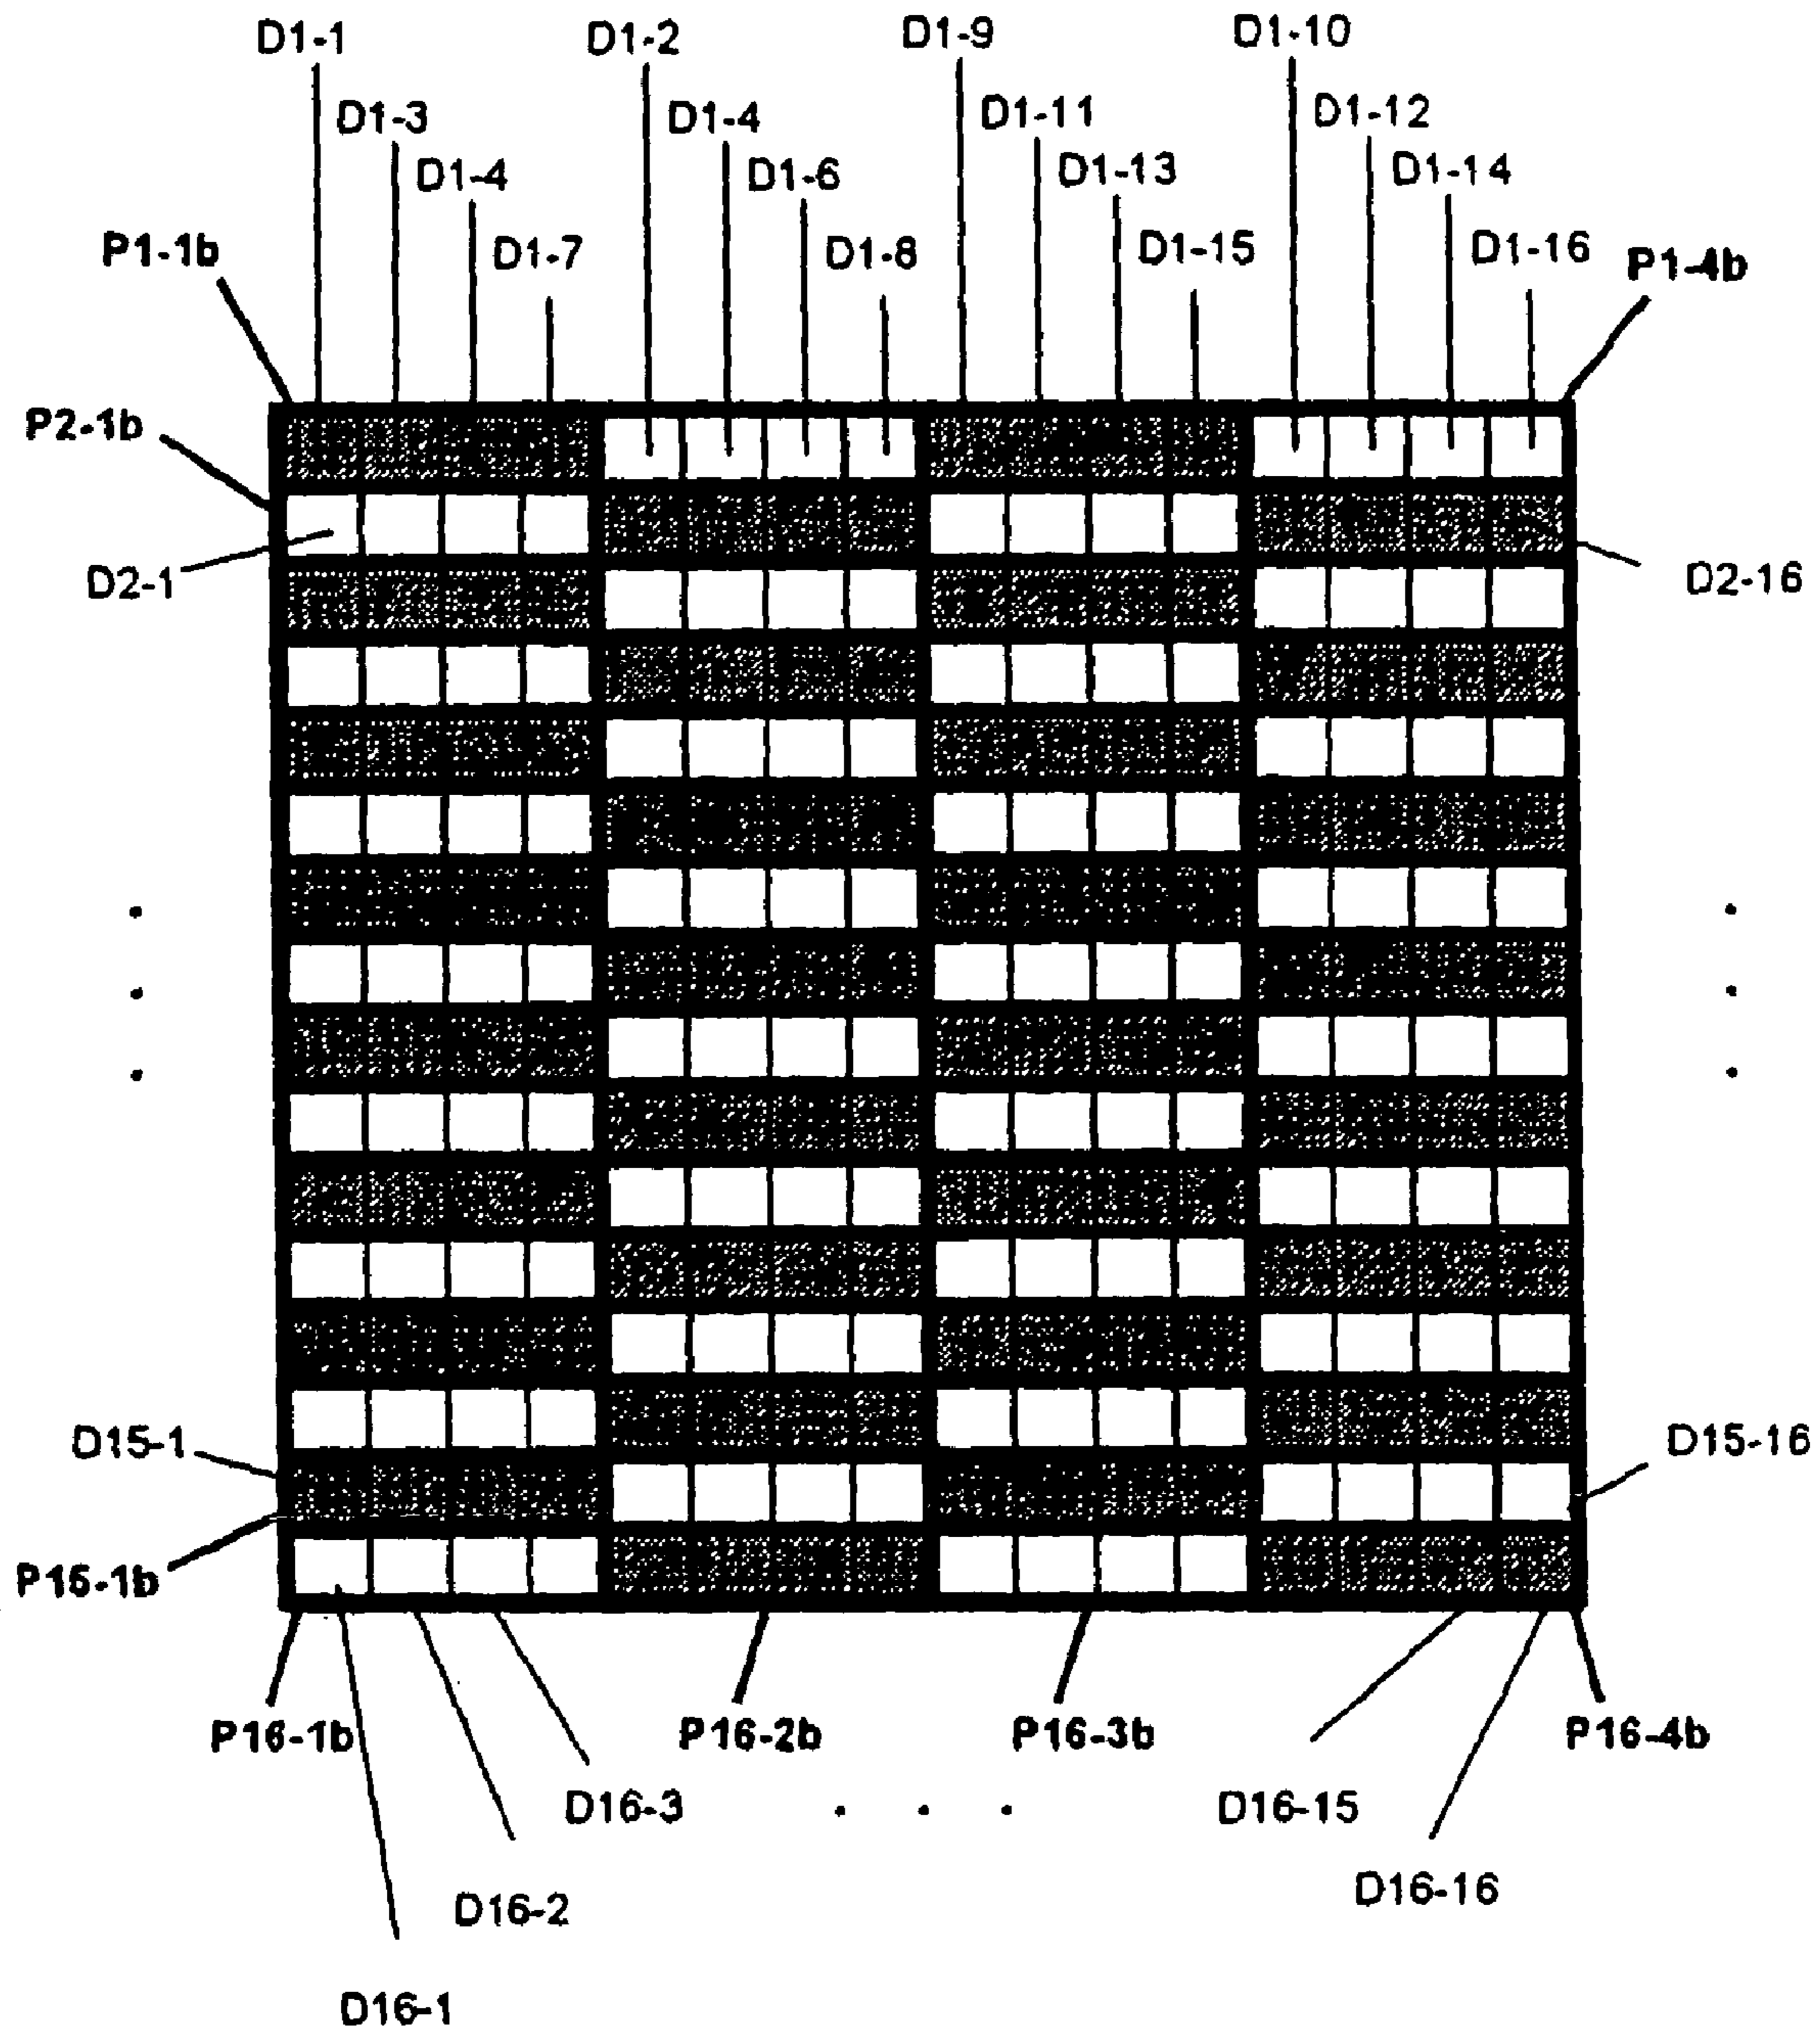 D1-1 D1-2 D1-9 D1-10
D1-3 D1-4 D1-11 D1-12
D1-4 D1-6 D1-13 D1-14
P1-1b D1-7 D1-8 D1-15 D1-16 P1-4b
P2-1b
D2-1 D2-16
D15-1 D15-16
P15-1b
P16-1b P16-2b P16-3b P16-4b
D16-3 . . . D16-15
D16-2 D16-16
D16-1